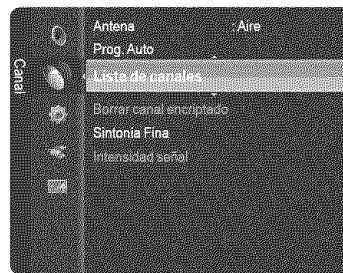 Canal
Antena : Aire
Prog. Auto
Lista de canales
Borrar canal encriptado
Sintonia Fina
Intensidad señal